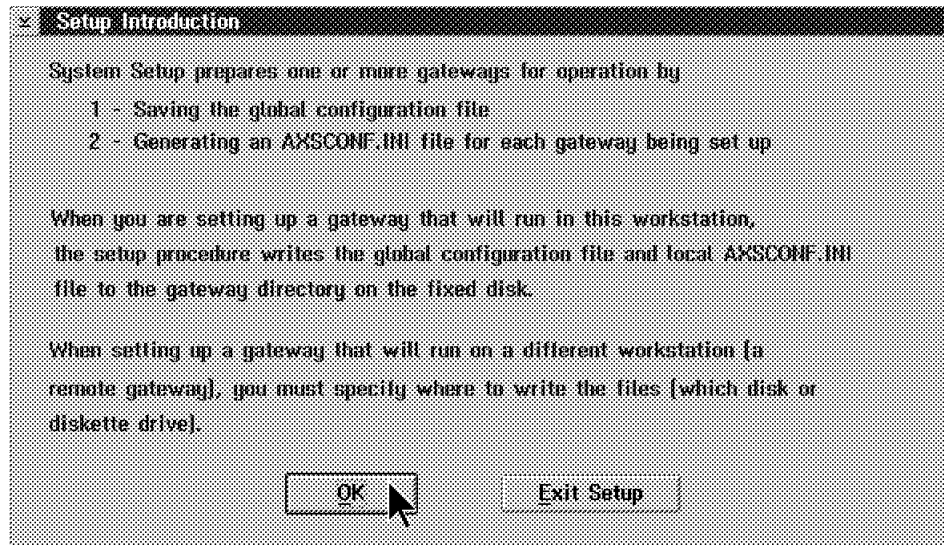 Setup Introduction
System Setup prepares one or more gateways for operation by
1 - Saving the global configuration file
2 - Generating an AXSCONF.INI file for each gateway being set up
When you are setting up a gateway that will run in this workstation,
the setup procedure writes the global configuration file and local AXSCONF.INI
file to the gateway directory on the fixed disk.
When setting up a gateway that will run on a different workstation (a
remote gateway), you must specify where to write the files (which disk or
diskette drive).
OK Exit Setup